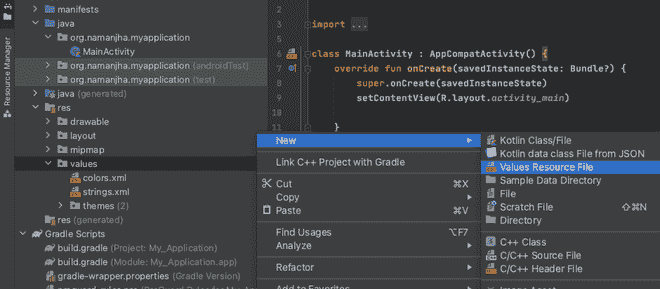 Resource Manager
manifests
java
org.namanjha.myapplication
MainActivity
org.namanjha.myapplication (androidTest)
org.namanjha.myapplication (test)
java (generated)
res
drawable
layout
mipmap
values
colors.xml
strings.xml
themes (2)
res (generated)
Gradle Scripts
build.gradle (Project: My_Application)
build.gradle (Module: My_Application.app)
gradle-wrapper.properties (Gradle Version)
2
3
import ...
5
6 class MainActivity : AppCompatActivity() {
7 override fun onCreate(savedInstanceState: Bundle?) {
8 super.onCreate(savedInstanceState)
9 setContentView(R.layout.activity_main)
10
11 }
New
Link C++ Project with Gradle
Cut ⌘X
Copy
Paste ⌘V
Find Usages ⌥F7
Analyze
Refactor
Add to Favorites
Kotlin Class/File
Kotlin data class File from JSON
Values Resource File
Sample Data Directory
File
Scratch File ⇧⌘N
Directory
C++ Class
C/C++ Source File
C/C++ Header File
Image Asset